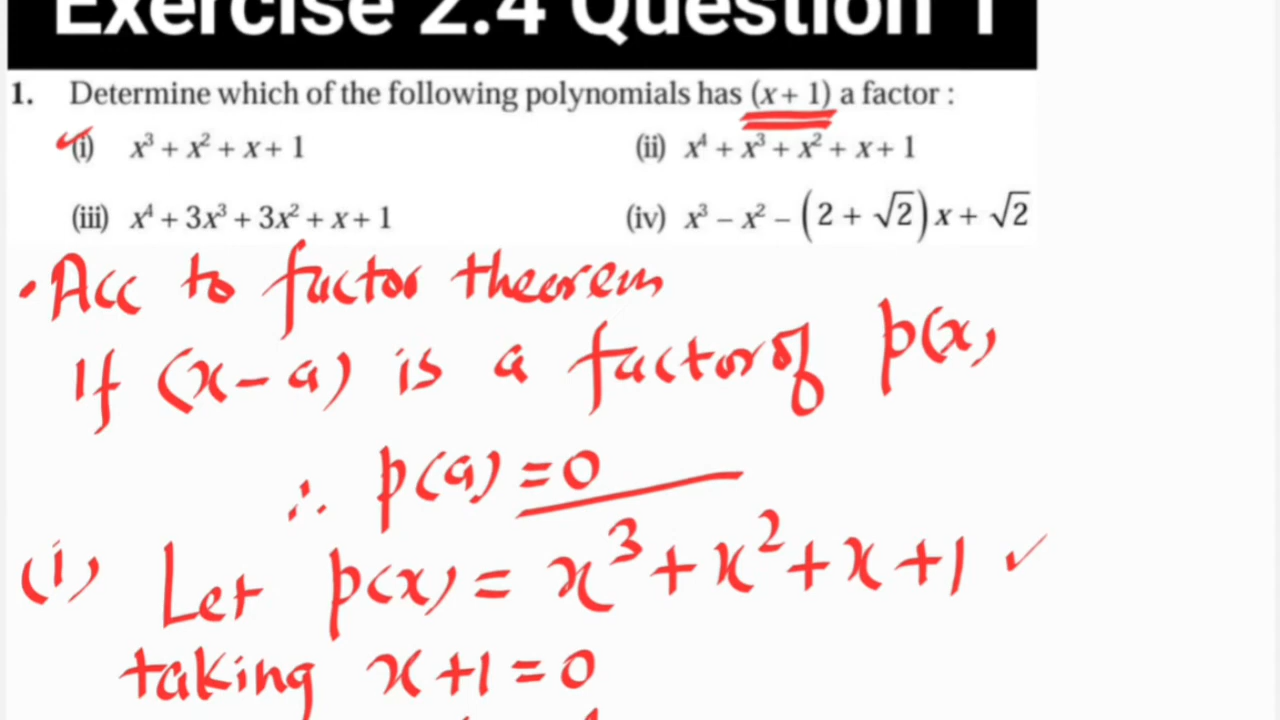 Exercise 2.4 Question 1
1. Determine which of the following polynomials has (x + 1) a factor :
(i) x³ + x² + x + 1 (ii) x⁴ + x³ + x² + x + 1
(iii) x⁴ + 3x³ + 3x² + x + 1 (iv) x³ – x² – (2 + √2) x + √2
• Acc to factor theorem
If (x-a) is a factor of p(x)
∴ p(a) = 0
(i) Let p(x) = x³+x²+x+1 ✓
taking x+1=0